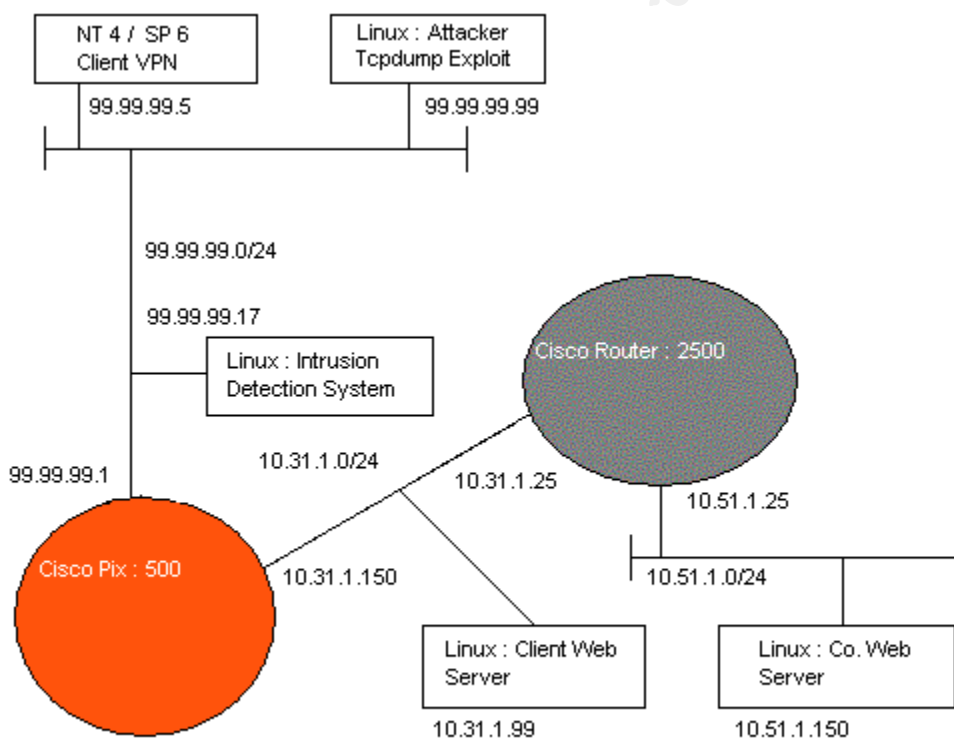 NT 4 / SP 6
Client VPN
Linux : Attacker
Tcpdump Exploit
99.99.99.5
99.99.99.99
99.99.99.0/24
99.99.99.17
Linux : Intrusion
Detection System
Cisco Router : 2500
99.99.99.1
10.31.1.0/24
10.31.1.25
10.51.1.25
Cisco Pix : 500
10.31.1.150
10.51.1.0/24
Linux : Client Web
Server
Linux : Co. Web
Server
10.31.1.99
10.51.1.150